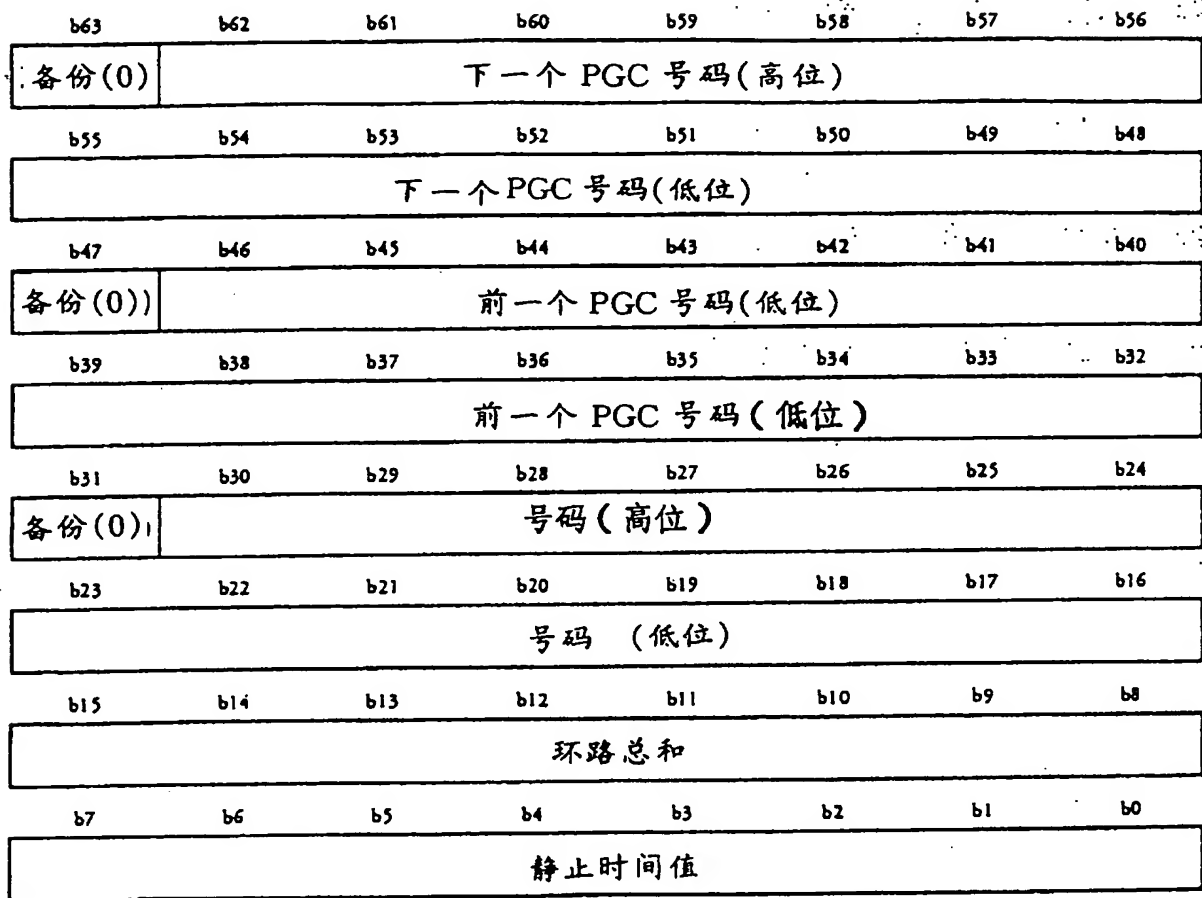 b63 b62 b61 b60 b59 b58 b57 b56
备份(0) 下一个 PGC 号码(高位)
b55 b54 b53 b52 b51 b50 b49 b48
下一个PGC 号码(低位)
b47 b46 b45 b44 b43 b42 b41 b40
备份(0)) 前一个 PGC 号码(低位)
b39 b38 b37 b36 b35 b34 b33 b32
前一个 PGC 号码(低位)
b31 b30 b29 b28 b27 b26 b25 b24
备份(0) 号码(高位)
b23 b22 b21 b20 b19 b18 b17 b16
号码 (低位)
b15 b14 b13 b12 b11 b10 b9 b8
环路总和
b7 b6 b5 b4 b3 b2 b1 b0
静止时间值